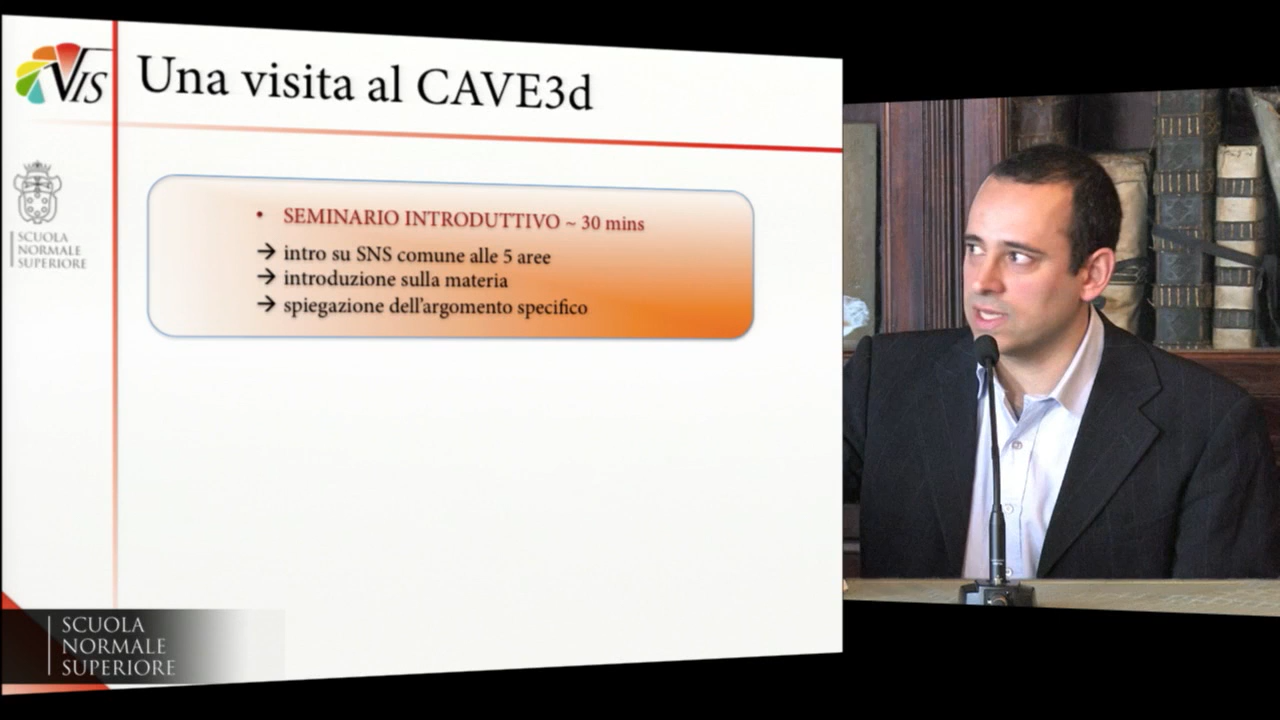 VIS
Una visita al CAVE3d
SCUOLA
NORMALE
SUPERIORE
• SEMINARIO INTRODUTTIVO ~ 30 mins
→ intro su SNS comune alle 5 aree
→ introduzione sulla materia
→ spiegazione dell'argomento specifico
SCUOLA
NORMALE
SUPERIORE